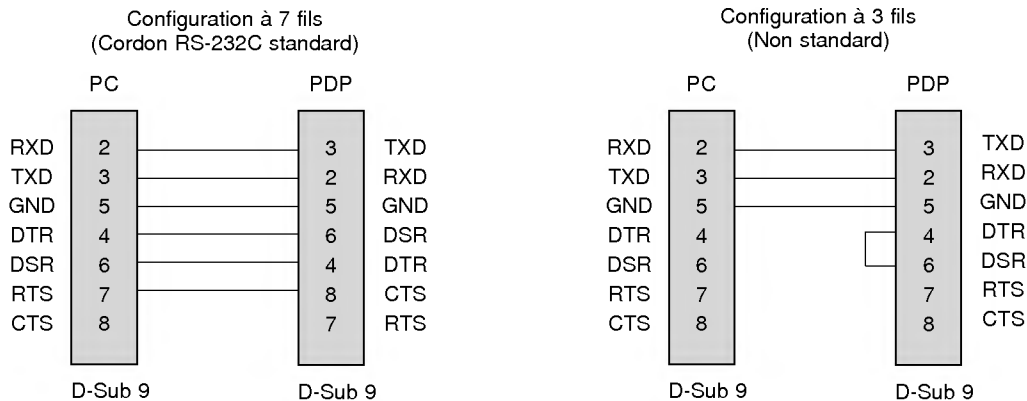 Configuration à 7 fils
(Cordon RS-232C standard)
PC PDP
RXD 2 3 TXD
TXD 3 2 RXD
GND 5 5 GND
DTR 4 6 DSR
DSR 6 4 DTR
RTS 7 8 CTS
CTS 8 7 RTS
D-Sub 9 D-Sub 9
Configuration à 3 fils
(Non standard)
PC PDP
RXD 2 3 TXD
TXD 3 2 RXD
GND 5 5 GND
DTR 4 4 DTR
DSR 6 6 DSR
RTS 7 7 RTS
CTS 8 8 CTS
D-Sub 9 D-Sub 9